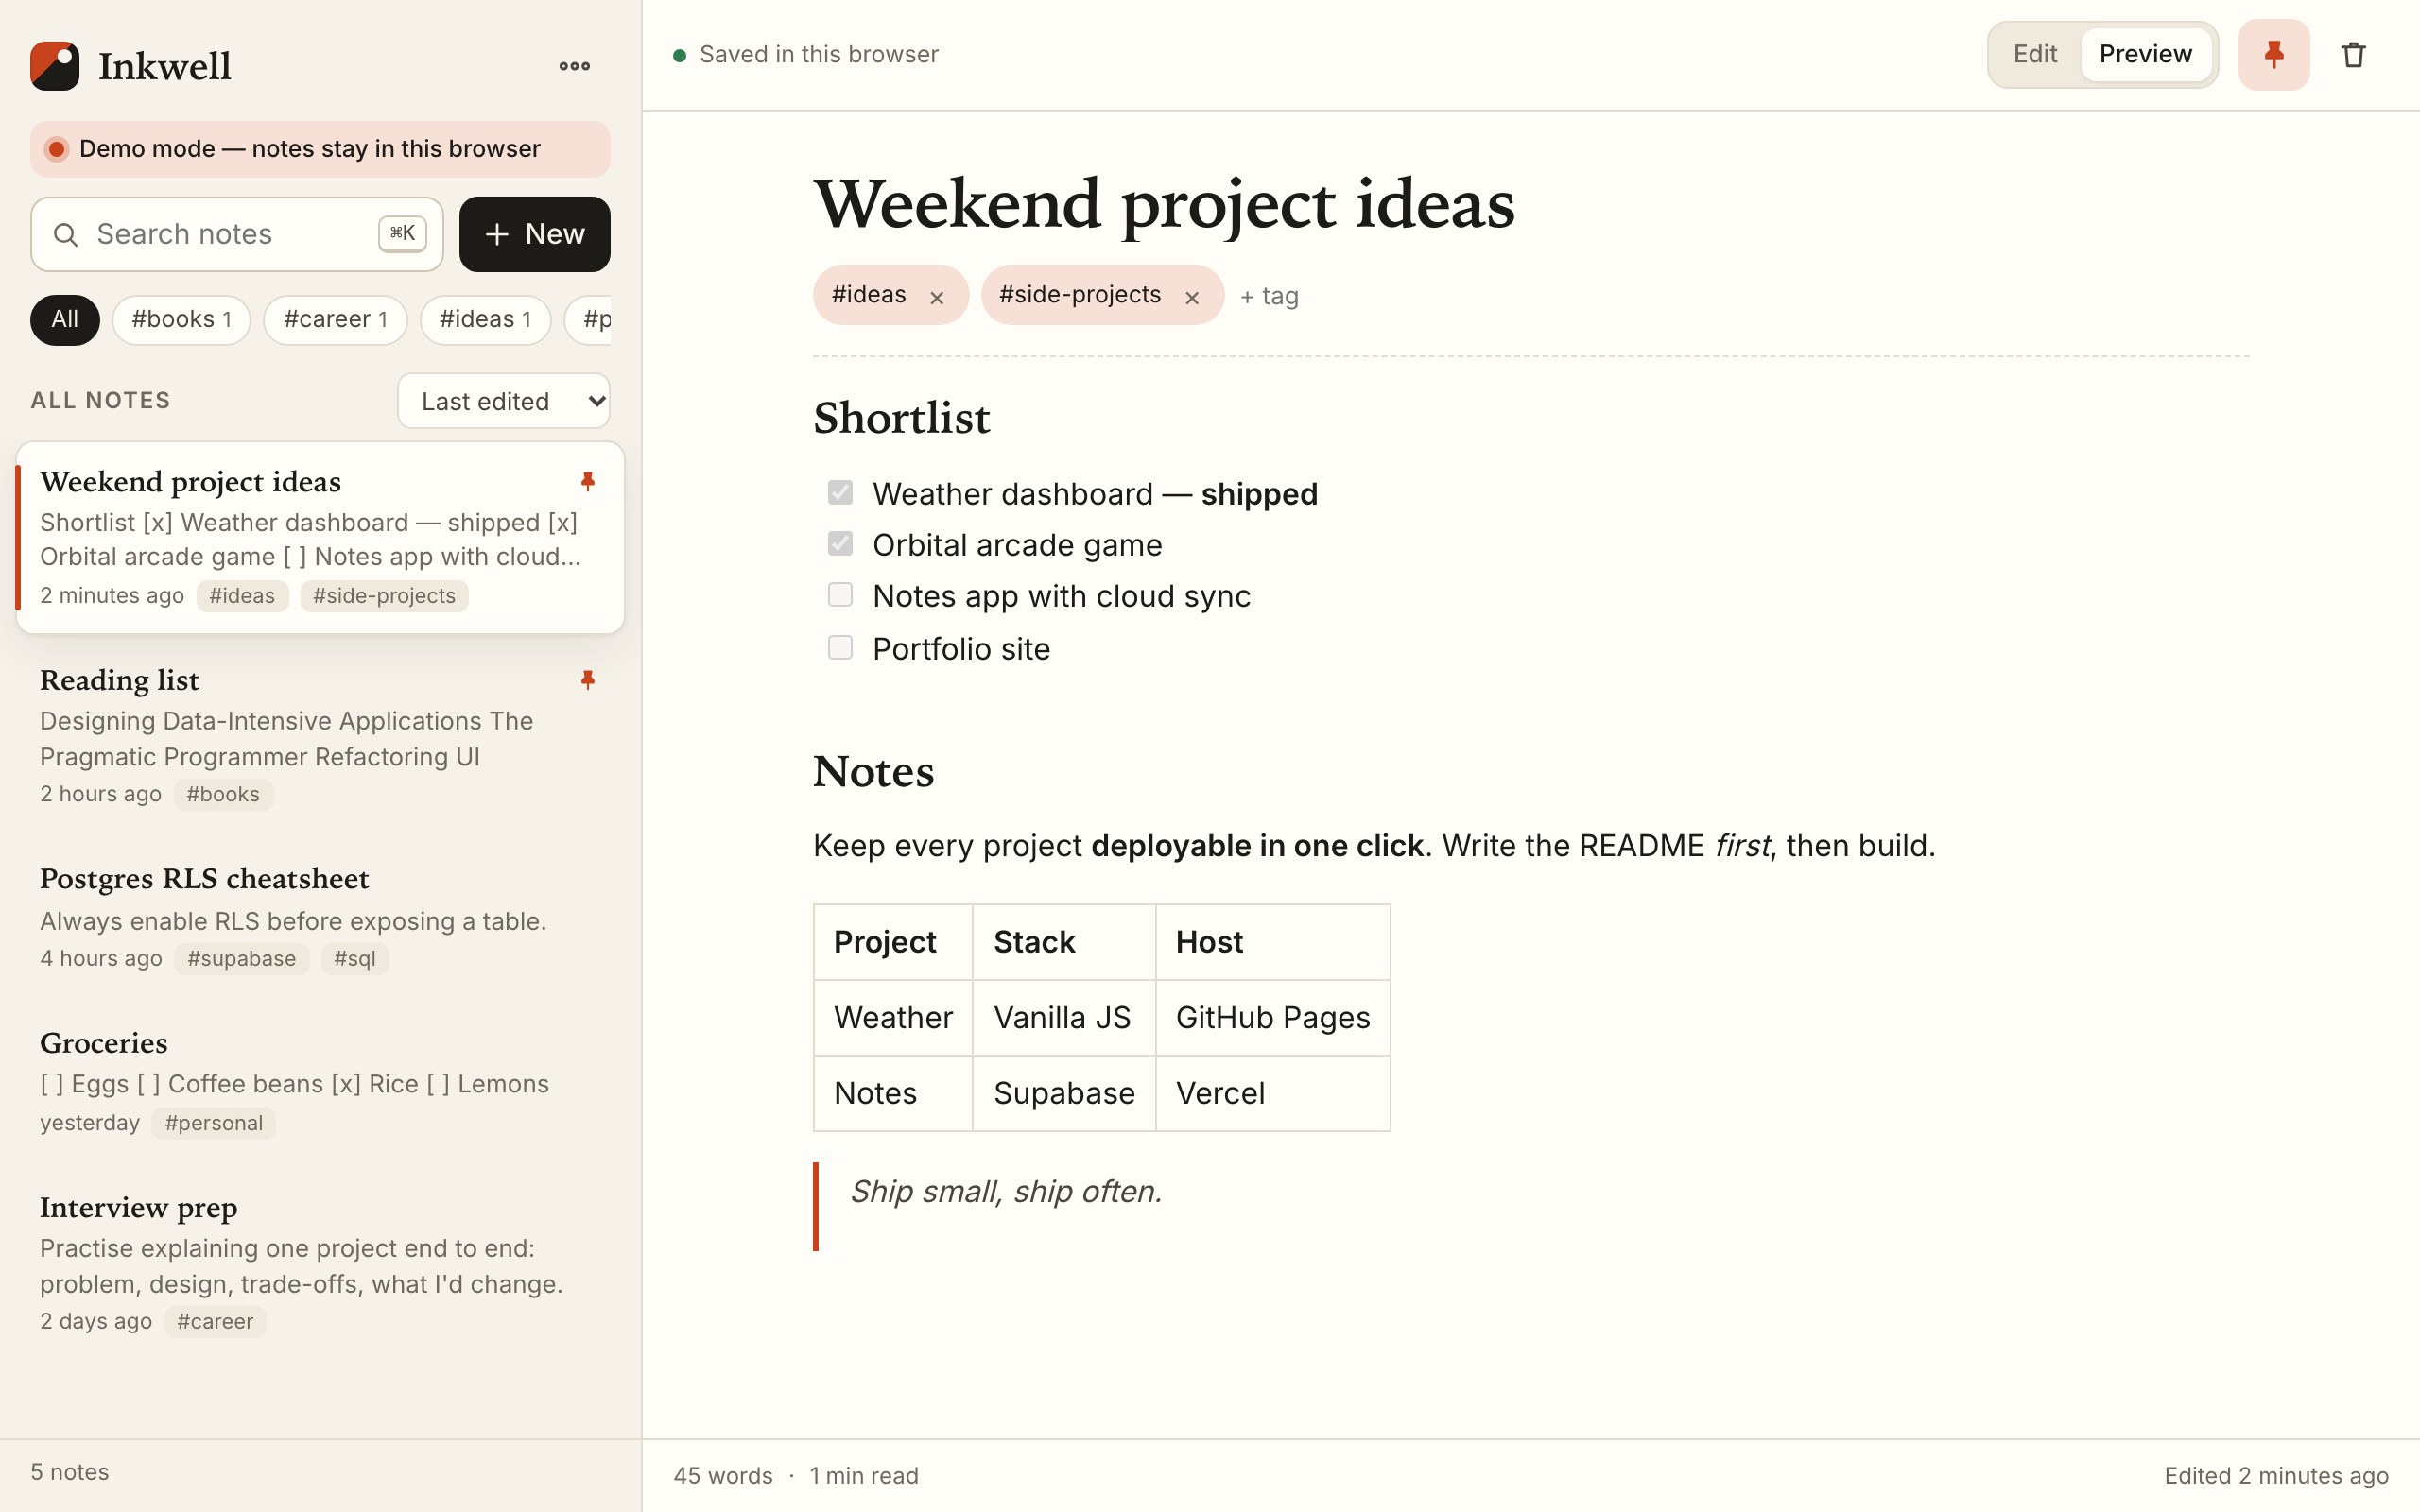 Inkwell
Demo mode — notes stay in this browser
Search notes ⌘K
+ New
All #books 1 #career 1 #ideas 1 #p
ALL NOTES Last edited
Weekend project ideas
Shortlist [x] Weather dashboard — shipped [x]
Orbital arcade game [ ] Notes app with cloud...
2 minutes ago #ideas #side-projects
Reading list
Designing Data-Intensive Applications The
Pragmatic Programmer Refactoring UI
2 hours ago #books
Postgres RLS cheatsheet
Always enable RLS before exposing a table.
4 hours ago #supabase #sql
Groceries
[ ] Eggs [ ] Coffee beans [x] Rice [ ] Lemons
yesterday #personal
Interview prep
Practise explaining one project end to end:
problem, design, trade-offs, what I'd change.
2 days ago #career
5 notes
Saved in this browser
Edit Preview
Weekend project ideas
#ideas × #side-projects × + tag
Shortlist
Weather dashboard — shipped
Orbital arcade game
Notes app with cloud sync
Portfolio site
Notes
Keep every project deployable in one click. Write the README first, then build.
Project Stack Host
Weather Vanilla JS GitHub Pages
Notes Supabase Vercel
Ship small, ship often.
45 words · 1 min read
Edited 2 minutes ago